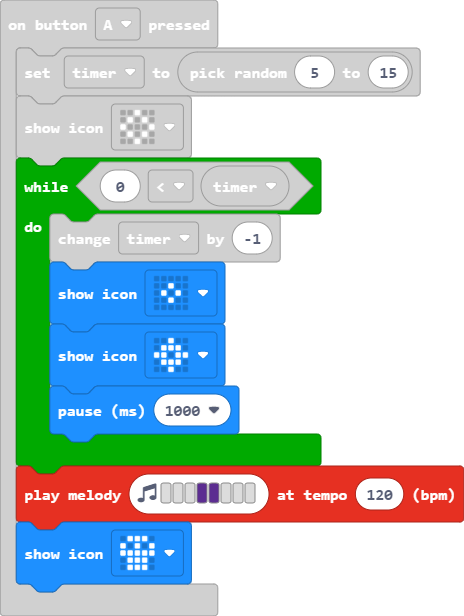 on button A pressed
set timer to pick random 5 to 15
show icon
while 0 < timer
do
change timer by -1
show icon
show icon
pause (ms) 1000
play melody at tempo 120 (bpm)
show icon